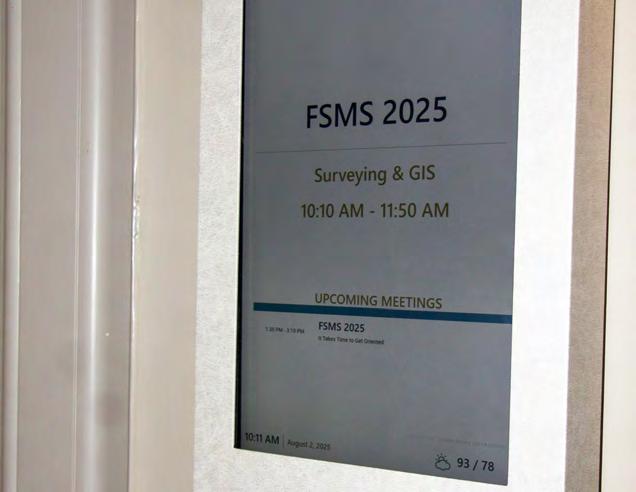 FSMS 2025
Surveying & GIS
10:10 AM - 11:50 AM
UPCOMING MEETINGS
1:30 PM - 3:10 PM FSMS 2025
It Takes Time to Get Oriented
10:11 AM August 2, 2025
93 / 78